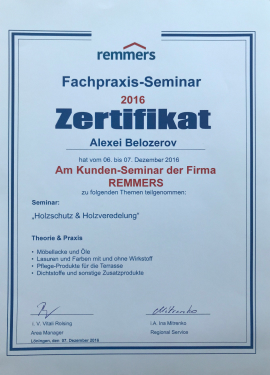 remmers
Fachpraxis-Seminar
2016
Zertifikat
Alexei Belozerov
hat vom 06. bis 07. Dezember 2016
Am Kunden-Seminar der Firma
REMMERS
zu folgenden Themen teilgenommen:
Seminar:
„Holzschutz & Holzveredelung“
Theorie & Praxis
• Möbellacke und Öle
• Lasuren und Farben mit und ohne Wirkstoff
• Pflege-Produkte für die Terrasse
• Dichtstoffe und sonstige Zusatzprodukte
i. V. Vitali Rotking
Area Manager
i.A. Ina Mitrenko
Regional Service
Löningen, den 07. Dezember 2016